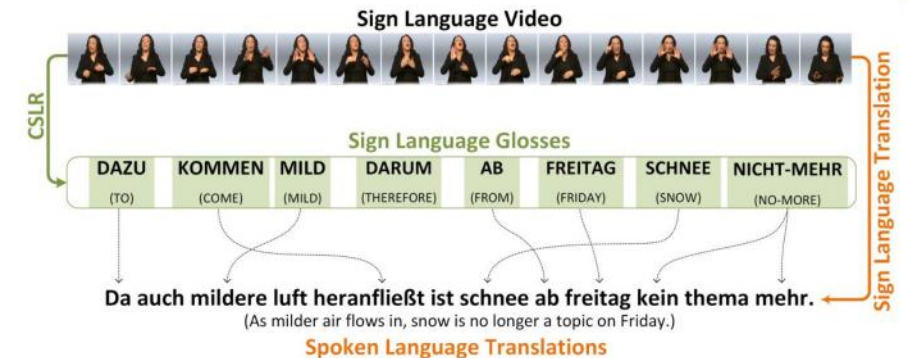 Sign Language Video
CSLR
Sign Language Translation
Sign Language Glosses
DAZU KOMMEN MILD DARUM AB FREITAG SCHNEE NICHT-MEHR
(TO) (COME) (MILD) (THEREFORE) (FROM) (FRIDAY) (SNOW) (NO-MORE)
Da auch mildere luft heranfließt ist schnee ab freitag kein thema mehr.
(As milder air flows in, snow is no longer a topic on Friday.)
Spoken Language Translations